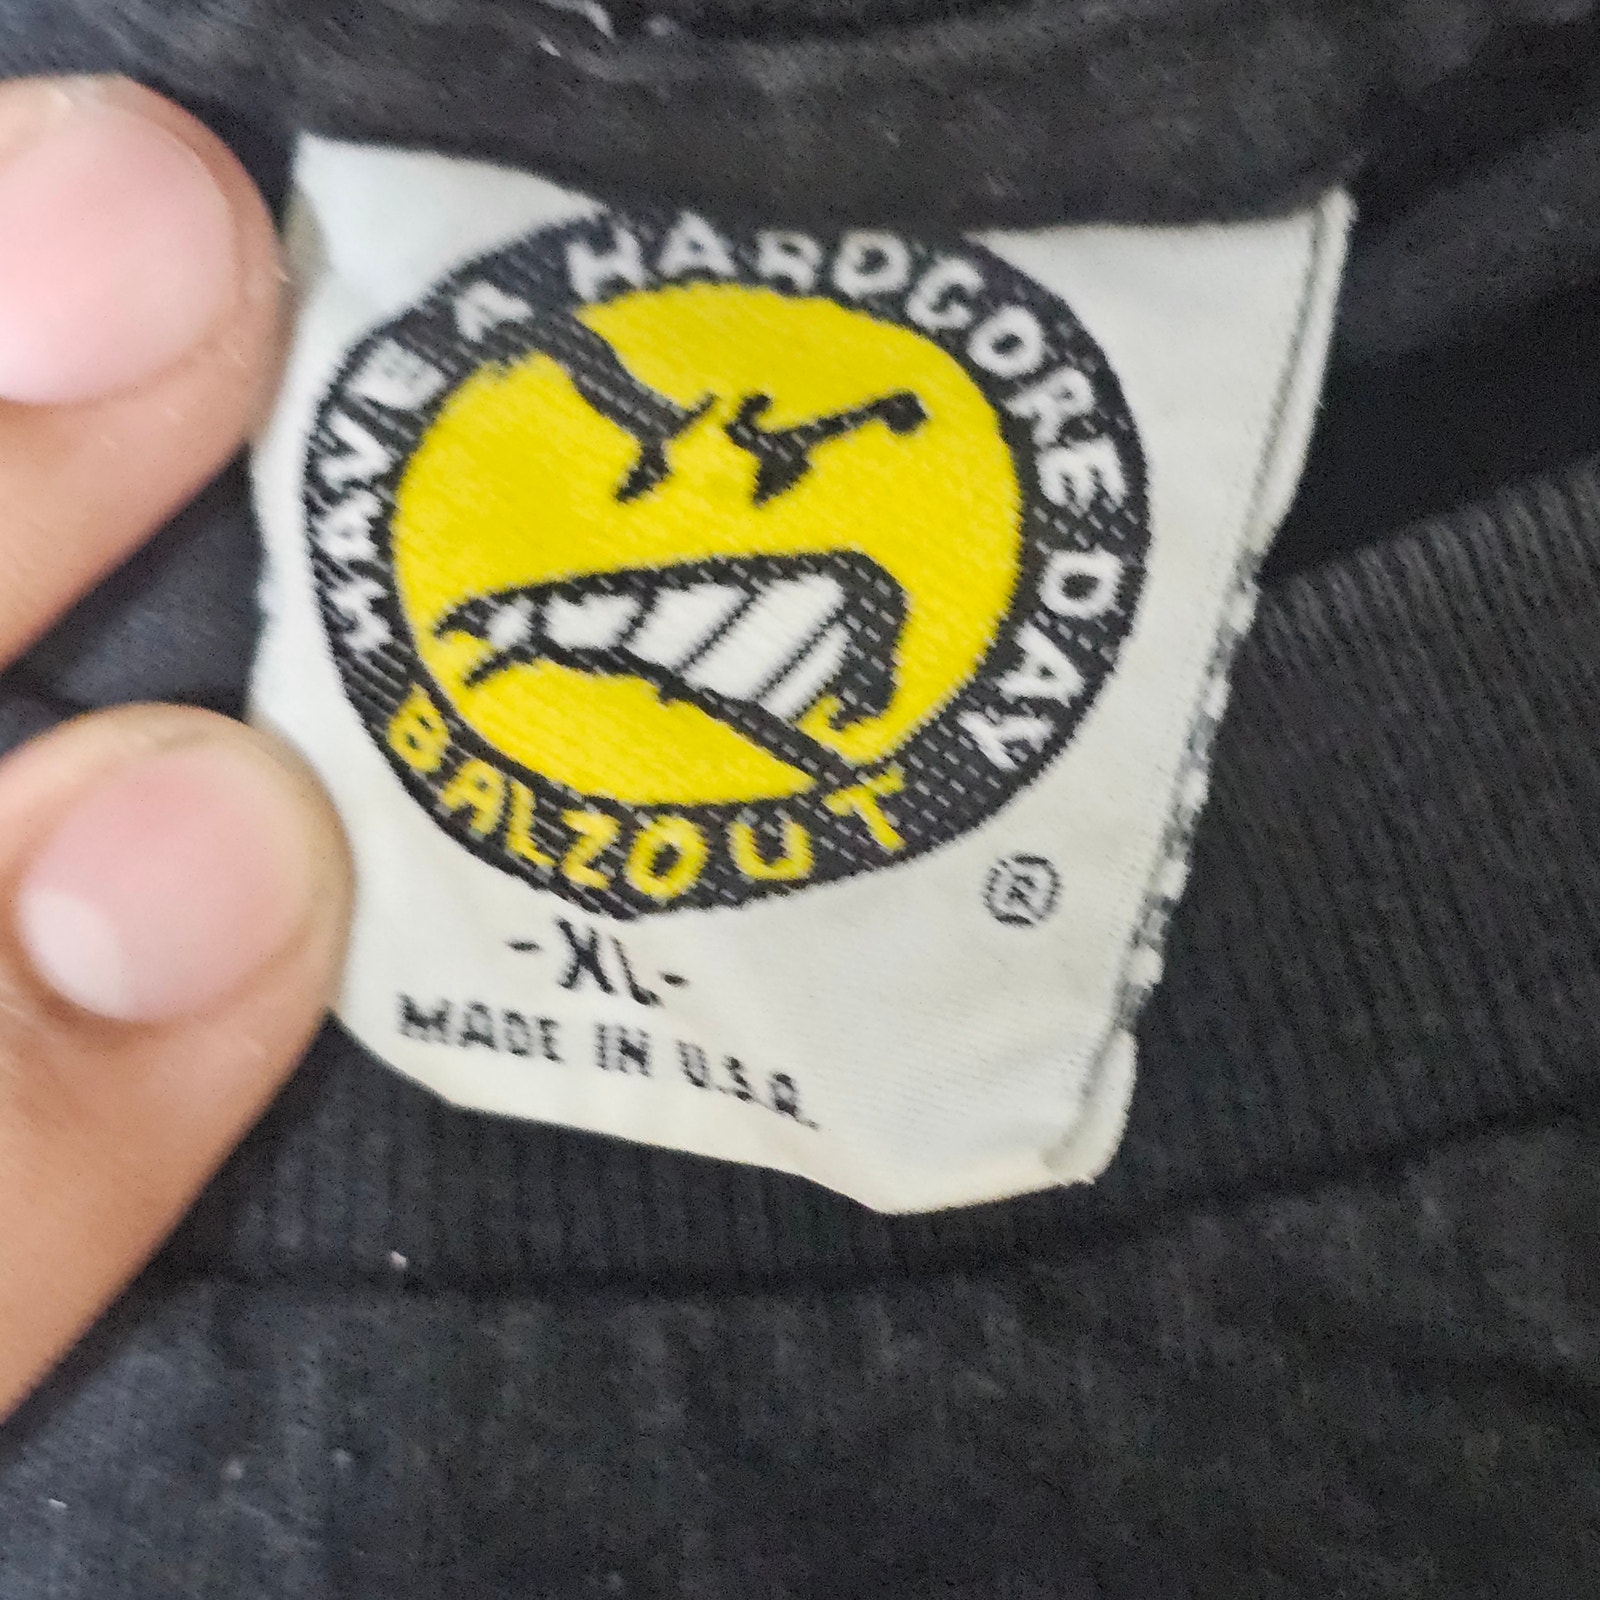 HAVE A HARDCORE DAY
BALZOUT
®
-XL-
MADE IN U.S.A.